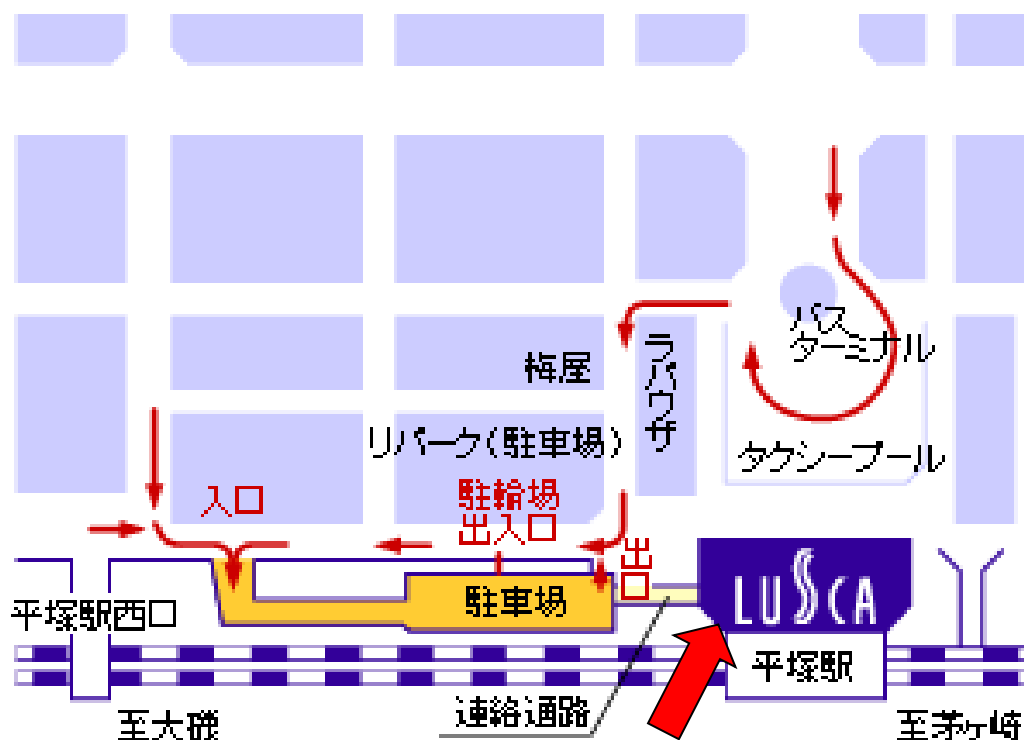 バス
ターミナル
梅屋
ラパウザ
リパーク(駐車場)
タクシープール
入口
駐輪場
出入口
出口
駐車場
LUSCA
平塚駅西口
平塚駅
連絡通路
至大磯
至茅ヶ崎